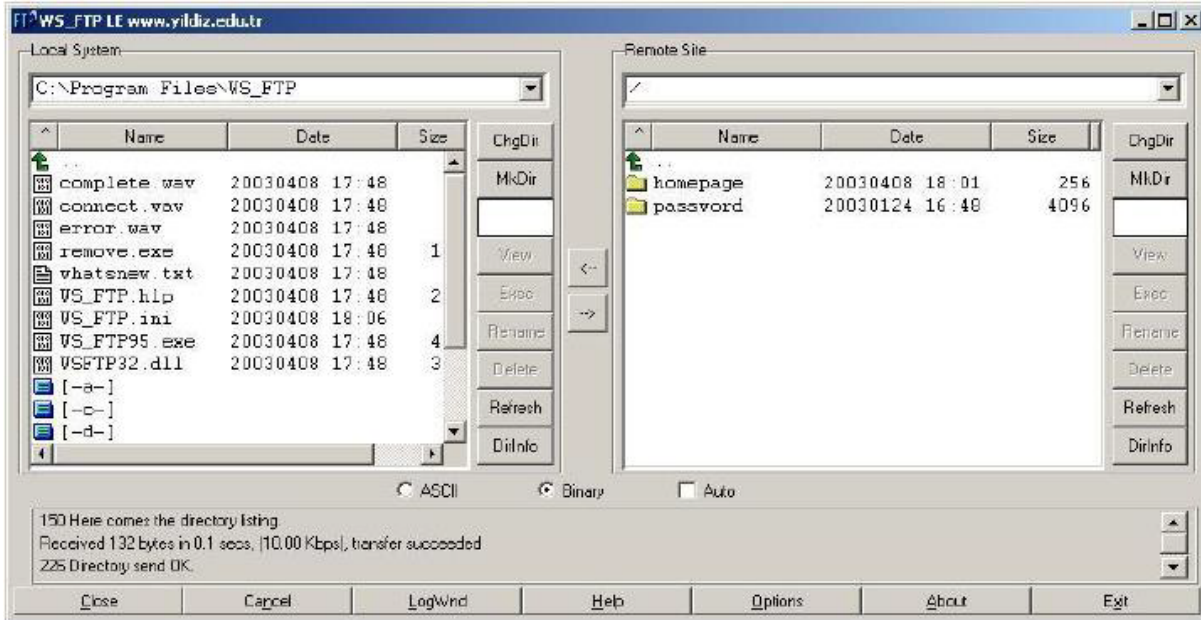 WS_FTP LE www.yildiz.edu.tr
Local System
C:\Program Files\WS_FTP
^ Name Date Size
..
complete.wav 20030408 17:48
connect.wav 20030408 17:48
error.wav 20030408 17:48
remove.exe 20030408 17:48 1
whatsnew.txt 20030408 17:48
WS_FTP.hlp 20030408 17:48 2
WS_FTP.ini 20030408 18:06
WS_FTP95.exe 20030408 17:48 4
WSFTP32.dll 20030408 17:48 3
[-a-]
[-c-]
[-d-]
ChgDir
MkDir
View
Exec
Rename
Delete
Refresh
DirInfo
<--
-->
Remote Site
/
^ Name Date Size
..
homepage 20030408 18:01 256
password 20030124 16:48 4096
ChgDir
MkDir
View
Exec
Rename
Delete
Refresh
DirInfo
ASCII Binary Auto
150 Here comes the directory listing.
Received 132 bytes in 0.1 secs, (10.00 Kbps), transfer succeeded
226 Directory send OK.
Close Cancel LogWnd Help Options About Exit